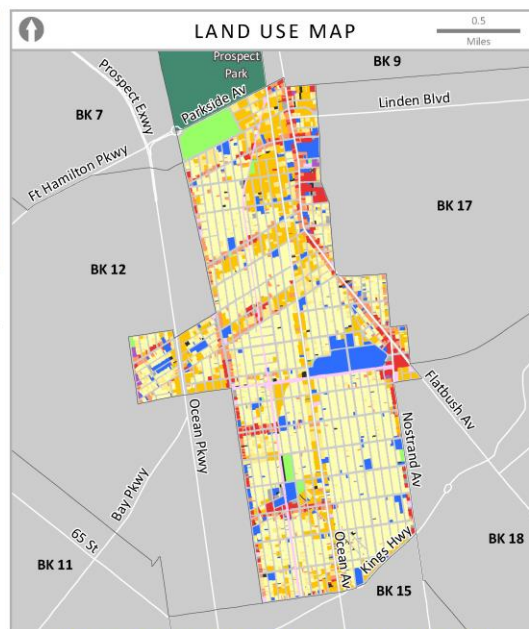 LAND USE MAP
0.5
Miles
Prospect
Park
BK 9
Prospect Expy
BK 7
Parkside Av
Linden Blvd
Ft Hamilton Pkwy
BK 17
BK 12
Flatbush Av
Ocean Pkwy
Nostrand Av
Bay Pkwy
65 St
Ocean Av
Kings Hwy
BK 18
BK 11
BK 15